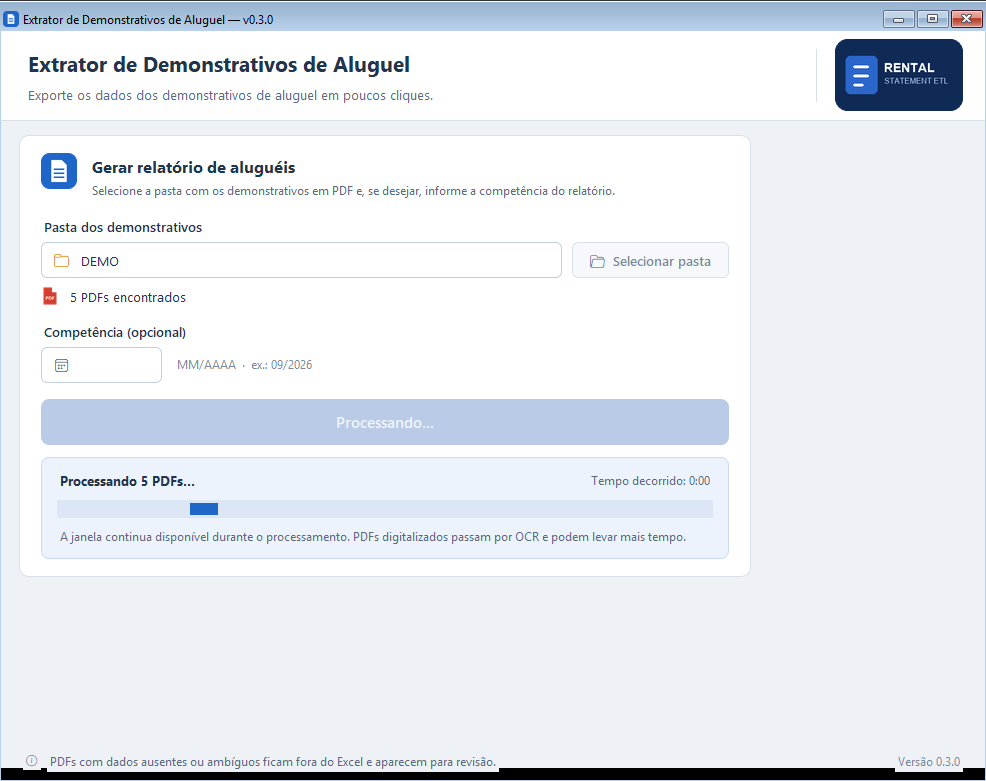 Extrator de Demonstrativos de Aluguel — v0.3.0
Extrator de Demonstrativos de Aluguel
Exporte os dados dos demonstrativos de aluguel em poucos cliques.
RENTAL
STATEMENT ETL
Gerar relatório de aluguéis
Selecione a pasta com os demonstrativos em PDF e, se desejar, informe a competência do relatório.
Pasta dos demonstrativos
DEMO
Selecionar pasta
PDF
5 PDFs encontrados
Competência (opcional)
MM/AAAA · ex.: 09/2026
Processando...
Processando 5 PDFs...
Tempo decorrido: 0:00
A janela continua disponível durante o processamento. PDFs digitalizados passam por OCR e podem levar mais tempo.
PDFs com dados ausentes ou ambíguos ficam fora do Excel e aparecem para revisão.
Versão 0.3.0